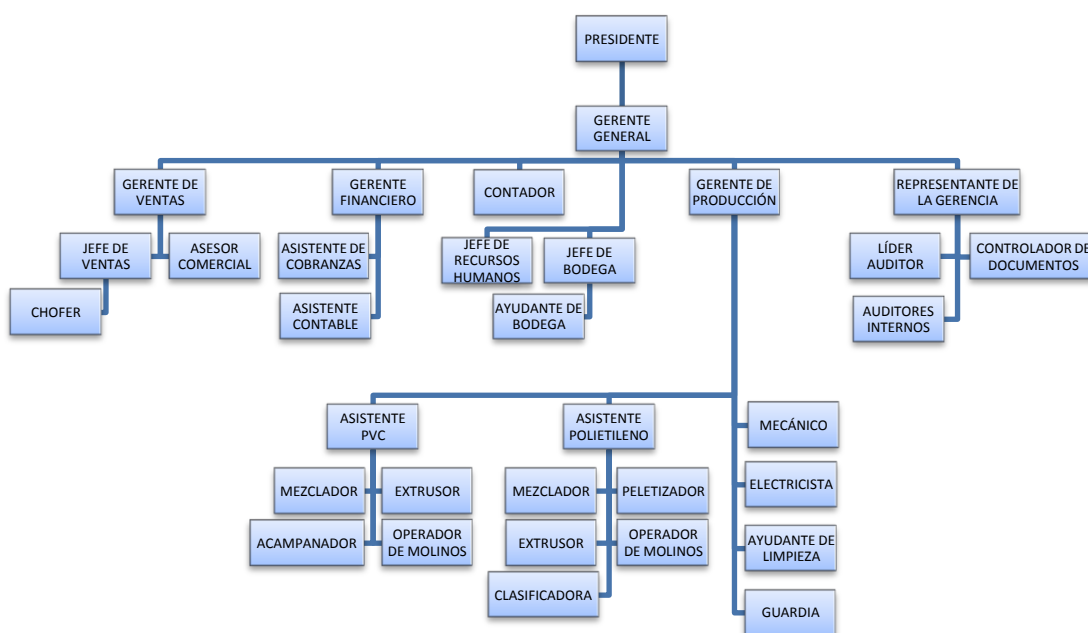 PRESIDENTE
GERENTE
GENERAL
GERENTE DE
VENTAS
GERENTE
FINANCIERO
CONTADOR
GERENTE DE
PRODUCCIÓN
REPRESENTANTE DE
LA GERENCIA
JEFE DE
VENTAS
ASESOR
COMERCIAL
ASISTENTE DE
COBRANZAS
JEFE DE
RECURSOS
HUMANOS
JEFE DE
BODEGA
LÍDER
AUDITOR
CONTROLADOR DE
DOCUMENTOS
CHOFER
ASISTENTE
CONTABLE
AYUDANTE DE
BODEGA
AUDITORES
INTERNOS
ASISTENTE
PVC
ASISTENTE
POLIETILENO
MECÁNICO
MEZCLADOR
EXTRUSOR
MEZCLADOR
PELETIZADOR
ELECTRICISTA
ACAMPANADOR
OPERADOR
DE MOLINOS
EXTRUSOR
OPERADOR
DE MOLINOS
AYUDANTE DE
LIMPIEZA
CLASIFICADORA
GUARDIA